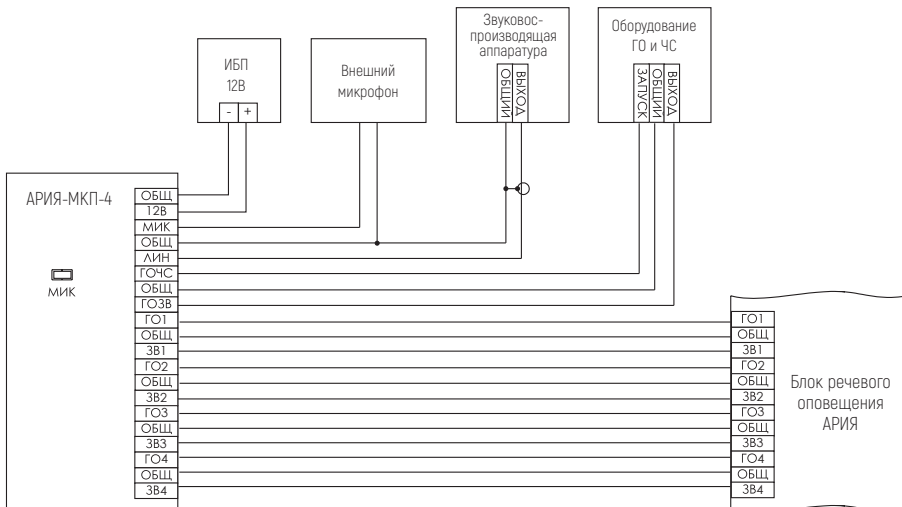 ИБП
12В
-
+
Внешний
микрофон
Звуковос-
производящая
аппаратура
ОБЩИЙ
ВЫХОД
Оборудование
ГО и ЧС
ЗАПУСК
ОБЩИЙ
ВЫХОД
АРИЯ-МКП-4
МИК
ОБЩ
12В
МИК
ОБЩ
ЛИН
ГОЧС
ОБЩ
ГОЗВ
ГО1
ОБЩ
ЗВ1
ГО2
ОБЩ
ЗВ2
ГО3
ОБЩ
ЗВ3
ГО4
ОБЩ
ЗВ4
ГО1
ОБЩ
ЗВ1
ГО2
ОБЩ
ЗВ2
ГО3
ОБЩ
ЗВ3
ГО4
ОБЩ
ЗВ4
Блок речевого
оповещения
АРИЯ